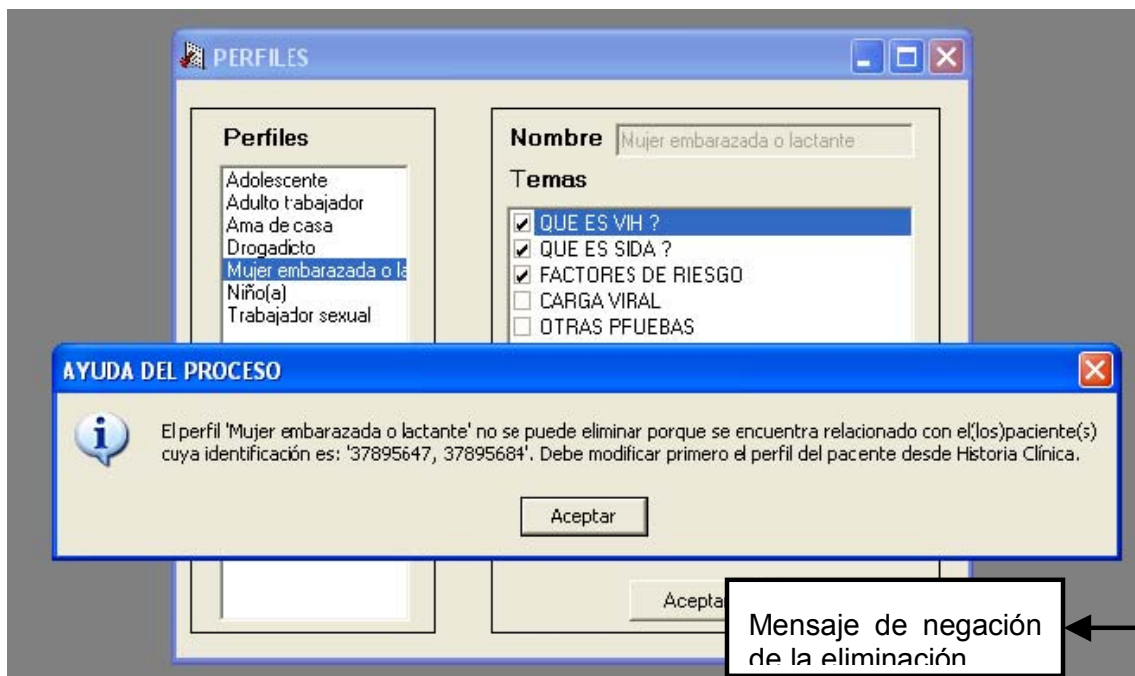 PERFILES
Perfiles
Adolescente
Adulto trabajador
Ama de casa
Drogadicto
Mujer embarazada o la
Niño(a)
Trabajador sexual
Nombre Mujer embarazada o lactante
Temas
QUE ES VIH ?
QUE ES SIDA ?
FACTORES DE RIESGO
CARGA VIRAL
OTRAS PFUEBAS
AYUDA DEL PROCESO
El perfil 'Mujer embarazada o lactante' no se puede eliminar porque se encuentra relacionado con el(los)paciente(s)
cuya identificación es: '37895647, 37895684'. Debe modificar primero el perfil del pacente desde Historia Clínica.
Aceptar
Acepta
Mensaje de negación
de la eliminación